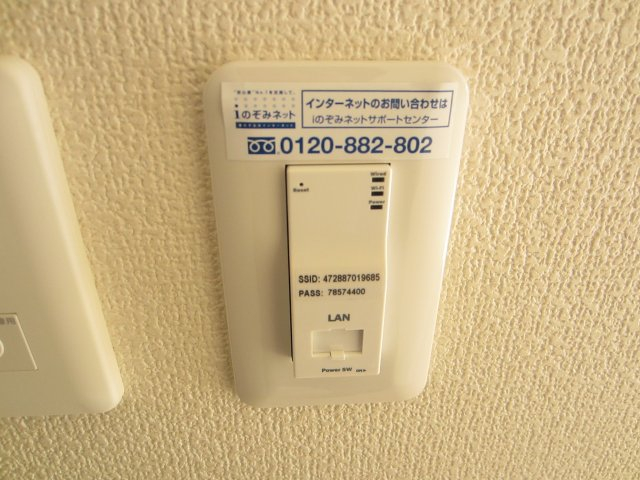 iのぞみネット
インターネットのお問い合わせは
iのぞみネットサポートセンター
0120-882-802
Reset
Wired
Wi-Fi
Power
SSID: 472887019685
PASS: 78574400
LAN
Power SW ON
用